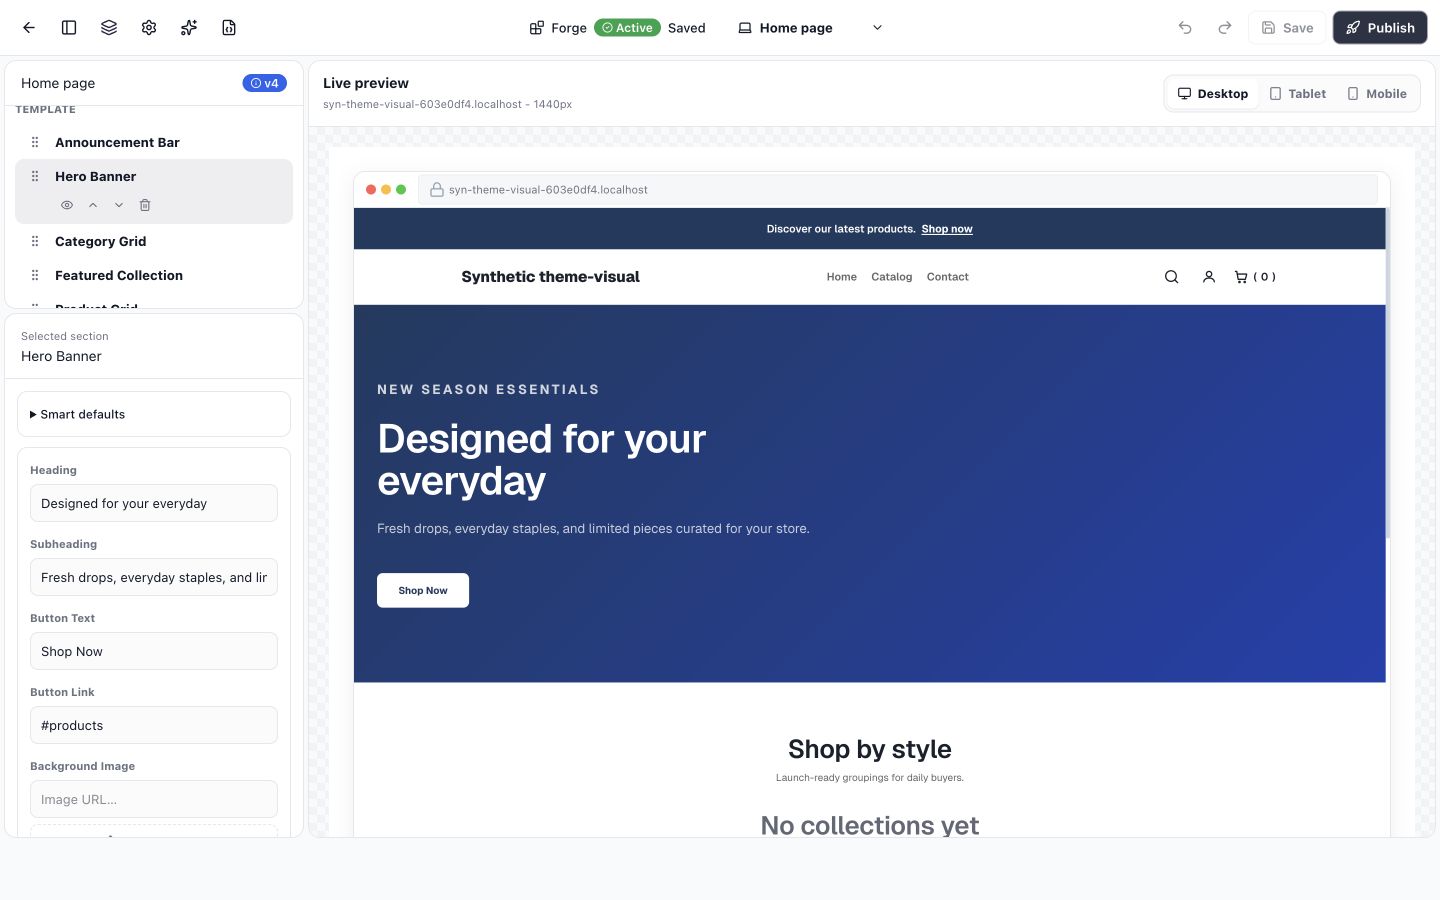 Forge
Active
Saved
Home page
Save
Publish
Home page
v4
TEMPLATE
Announcement Bar
Hero Banner
Category Grid
Featured Collection
Product Grid
Selected section
Hero Banner
Smart defaults
Heading
Designed for your everyday
Subheading
Fresh drops, everyday staples, and lir
Button Text
Shop Now
Button Link
#products
Background Image
Image URL...
Live preview
syn-theme-visual-603e0df4.localhost - 1440px
Desktop
Tablet
Mobile
syn-theme-visual-603e0df4.localhost
Discover our latest products. Shop now
Synthetic theme-visual
Home
Catalog
Contact
( 0 )
NEW SEASON ESSENTIALS
Designed for your
everyday
Fresh drops, everyday staples, and limited pieces curated for your store.
Shop Now
Shop by style
Launch-ready groupings for daily buyers.
No collections yet